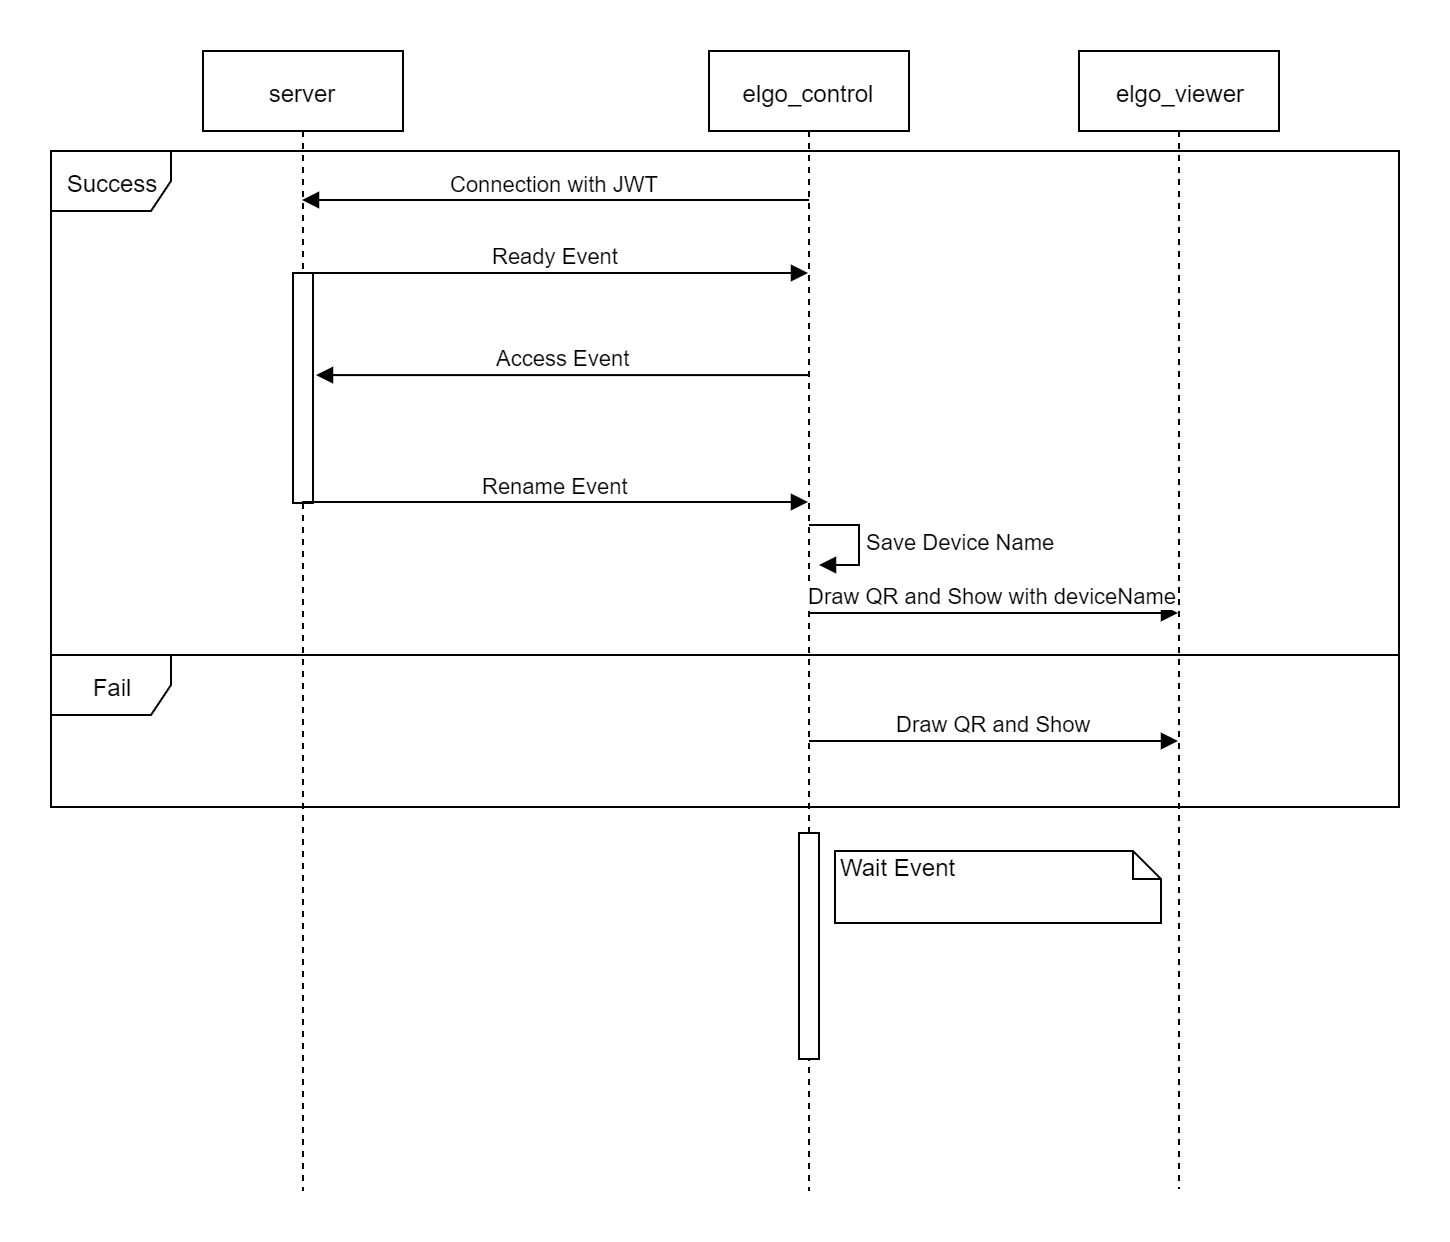 server
elgo_control
elgo_viewer
Success
Connection with JWT
Ready Event
Access Event
Rename Event
Save Device Name
Draw QR and Show with deviceName
Fail
Draw QR and Show
Wait Event